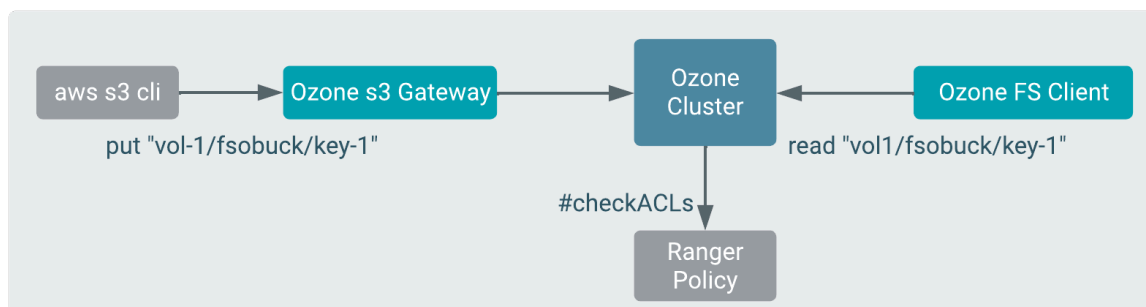 aws s3 cli
Ozone s3 Gateway
Ozone
Cluster
Ozone FS Client
put "vol-1/fsobuck/key-1"
read "vol1/fsobuck/key-1"
#checkACLs
Ranger
Policy